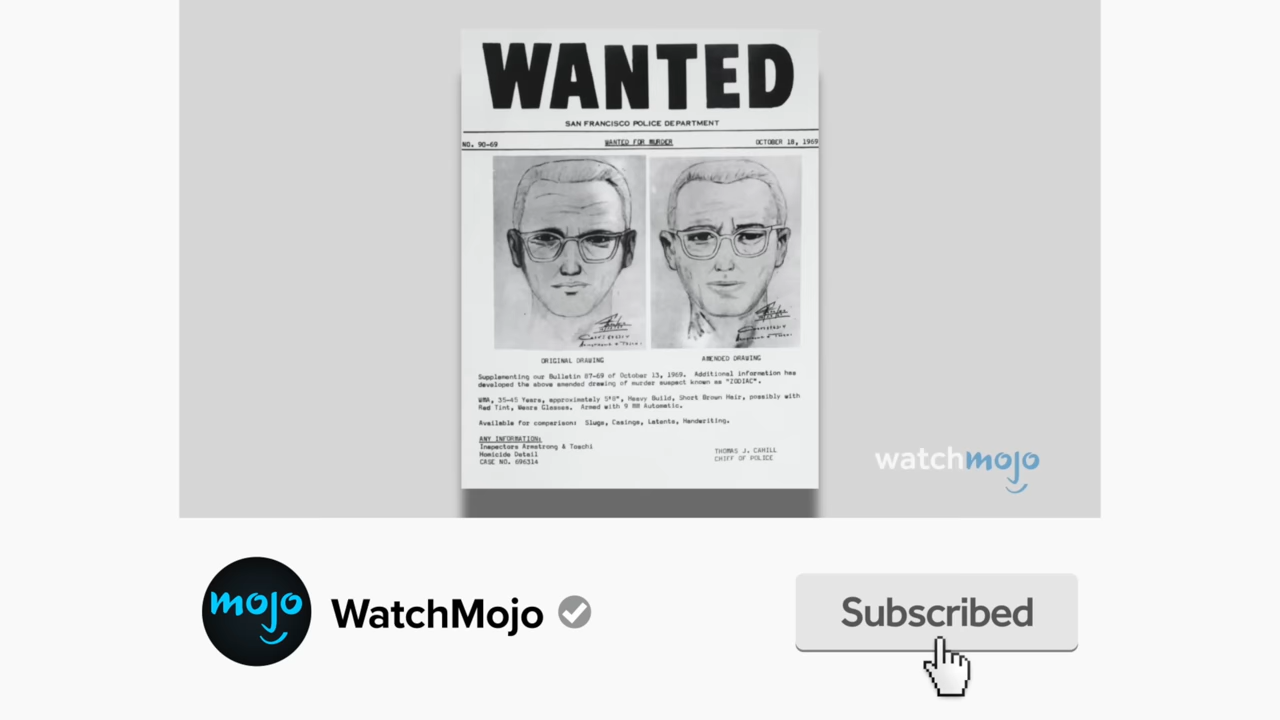 WANTED
SAN FRANCISCO POLICE DEPARTMENT
NO. 90-69 WANTED FOR MURDER OCTOBER 18, 1969
ORIGINAL DRAWING AMENDED DRAWING
Supplementing our Bulletin 87-69 of October 13, 1969. Additional information has
developed the above amended drawing of murder suspect known as "ZODIAC".
WMA, 35-45 Years, approximately 5'8", Heavy Build, Short Brown Hair, possibly with
Red Tint, Wears Glasses. Armed with 9 MM Automatic.
Available for comparison: Slugs, Casings, Latents, Handwriting.
ANY INFORMATION:
Inspectors Armstrong & Toschi
Homicide Detail
CASE NO. 696314
THOMAS J. CAHILL
CHIEF OF POLICE
watchmojo
mojo
WatchMojo
Subscribed